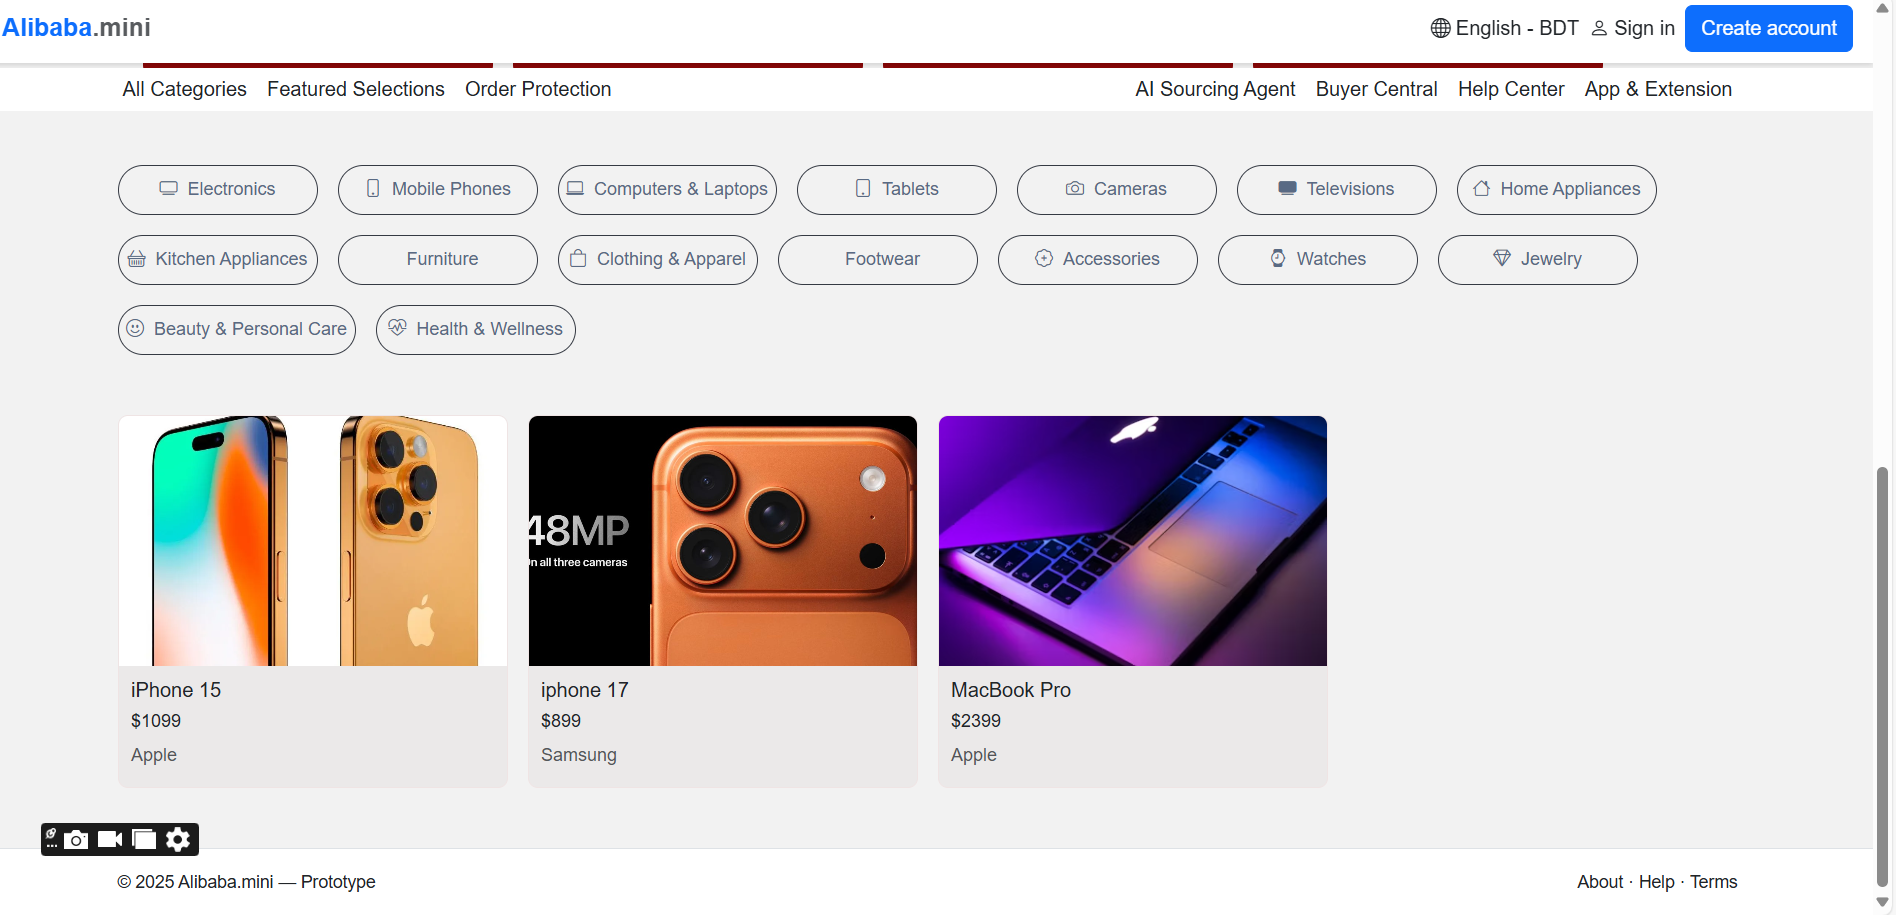 Alibaba.mini
English - BDT Sign in Create account
All Categories Featured Selections Order Protection AI Sourcing Agent Buyer Central Help Center App & Extension
Electronics Mobile Phones Computers & Laptops Tablets Cameras Televisions Home Appliances
Kitchen Appliances Furniture Clothing & Apparel Footwear Accessories Watches Jewelry
Beauty & Personal Care Health & Wellness
48MP
on all three cameras
iPhone 15
$1099
Apple
iphone 17
$899
Samsung
MacBook Pro
$2399
Apple
© 2025 Alibaba.mini — Prototype
About · Help · Terms